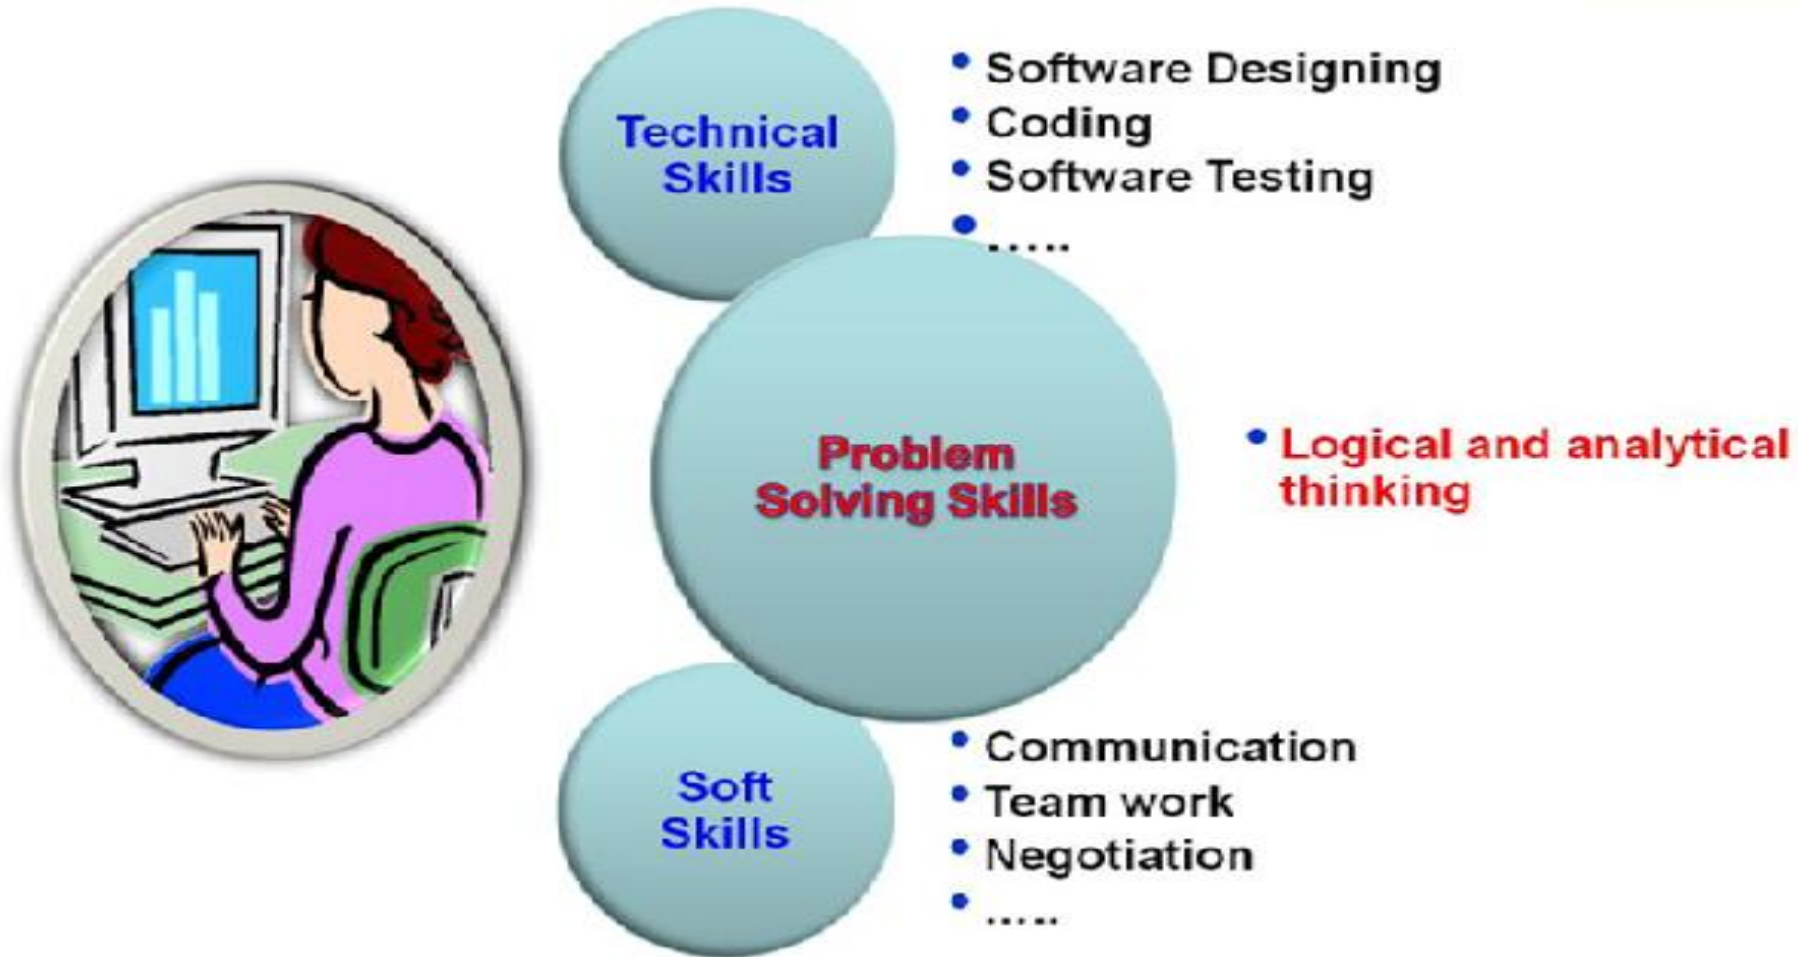 Technical
Skills
• Software Designing
• Coding
• Software Testing
• .....
Problem
Solving Skills
• Logical and analytical
thinking
Soft
Skills
• Communication
• Team work
• Negotiation
• .....